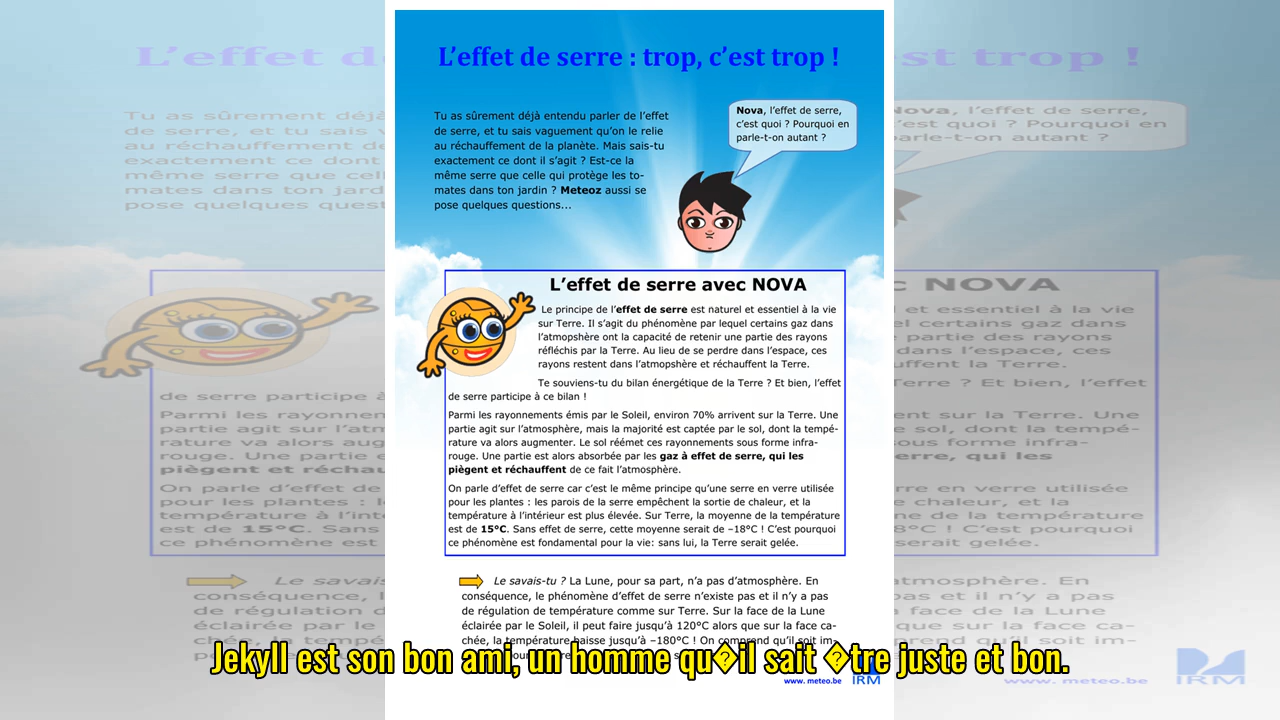 L'effet de serre : trop, c'est trop !
Tu as sûrement déjà entendu parler de l'effet
de serre, et tu sais vaguement qu'on le relie
au réchauffement de la planète. Mais sais-tu
exactement ce dont il s'agit ? Est-ce la
même serre que celle qui protège les to-
mates dans ton jardin ? Meteoz aussi se
pose quelques questions...
Nova, l'effet de serre,
c'est quoi ? Pourquoi en
parle-t-on autant ?
L'effet de serre avec NOVA
Le principe de l'effet de serre est naturel et essentiel à la vie
sur Terre. Il s'agit du phénomène par lequel certains gaz dans
l'atmopshère ont la capacité de retenir une partie des rayons
réfléchis par la Terre. Au lieu de se perdre dans l'espace, ces
rayons restent dans l'atmopshère et réchauffent la Terre.
Te souviens-tu du bilan énergétique de la Terre ? Et bien, l'effet
de serre participe à ce bilan !
Parmi les rayonnements émis par le Soleil, environ 70% arrivent sur la Terre. Une
partie agit sur l'atmosphère, mais la majorité est captée par le sol, dont la tempé-
rature va alors augmenter. Le sol réémet ces rayonnements sous forme infra-
rouge. Une partie est alors absorbée par les gaz à effet de serre, qui les
piègent et réchauffent de ce fait l'atmosphère.
On parle d'effet de serre car c'est le même principe qu'une serre en verre utilisée
pour les plantes : les parois de la serre empêchent la sortie de chaleur, et la
température à l'intérieur est plus élevée. Sur Terre, la moyenne de la température
est de 15°C. Sans effet de serre, cette moyenne serait de –18°C ! C'est pourquoi
ce phénomène est fondamental pour la vie: sans lui, la Terre serait gelée.
Le savais-tu ? La Lune, pour sa part, n'a pas d'atmosphère. En
conséquence, le phénomène d'effet de serre n'existe pas et il n'y a pas
de régulation de température comme sur Terre. Sur la face de la Lune
éclairée par le Soleil, il peut faire jusqu'à 120°C alors que sur la face ca-
chée, la température baisse jusqu'à –180°C ! On comprend qu'il soit im-
Jekyll est son bon ami, un homme qu�il sait �tre juste et bon.
www. meteo.be
IRM